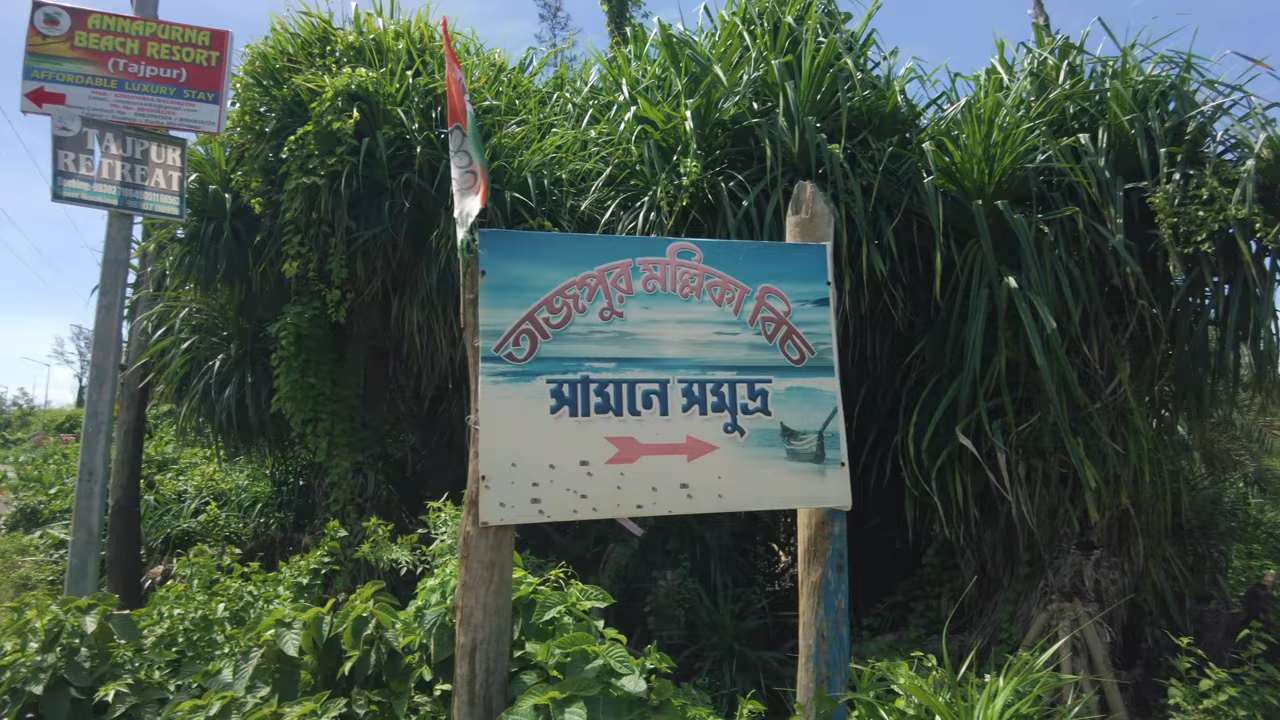 ANNAPURNA
BEACH RESORT
(Tajpur)
AFFORDABLE LUXURY STAY
TAJPUR
RETREAT
তাজপুর মল্লিকা বিচ
সামনে সমুদ্র